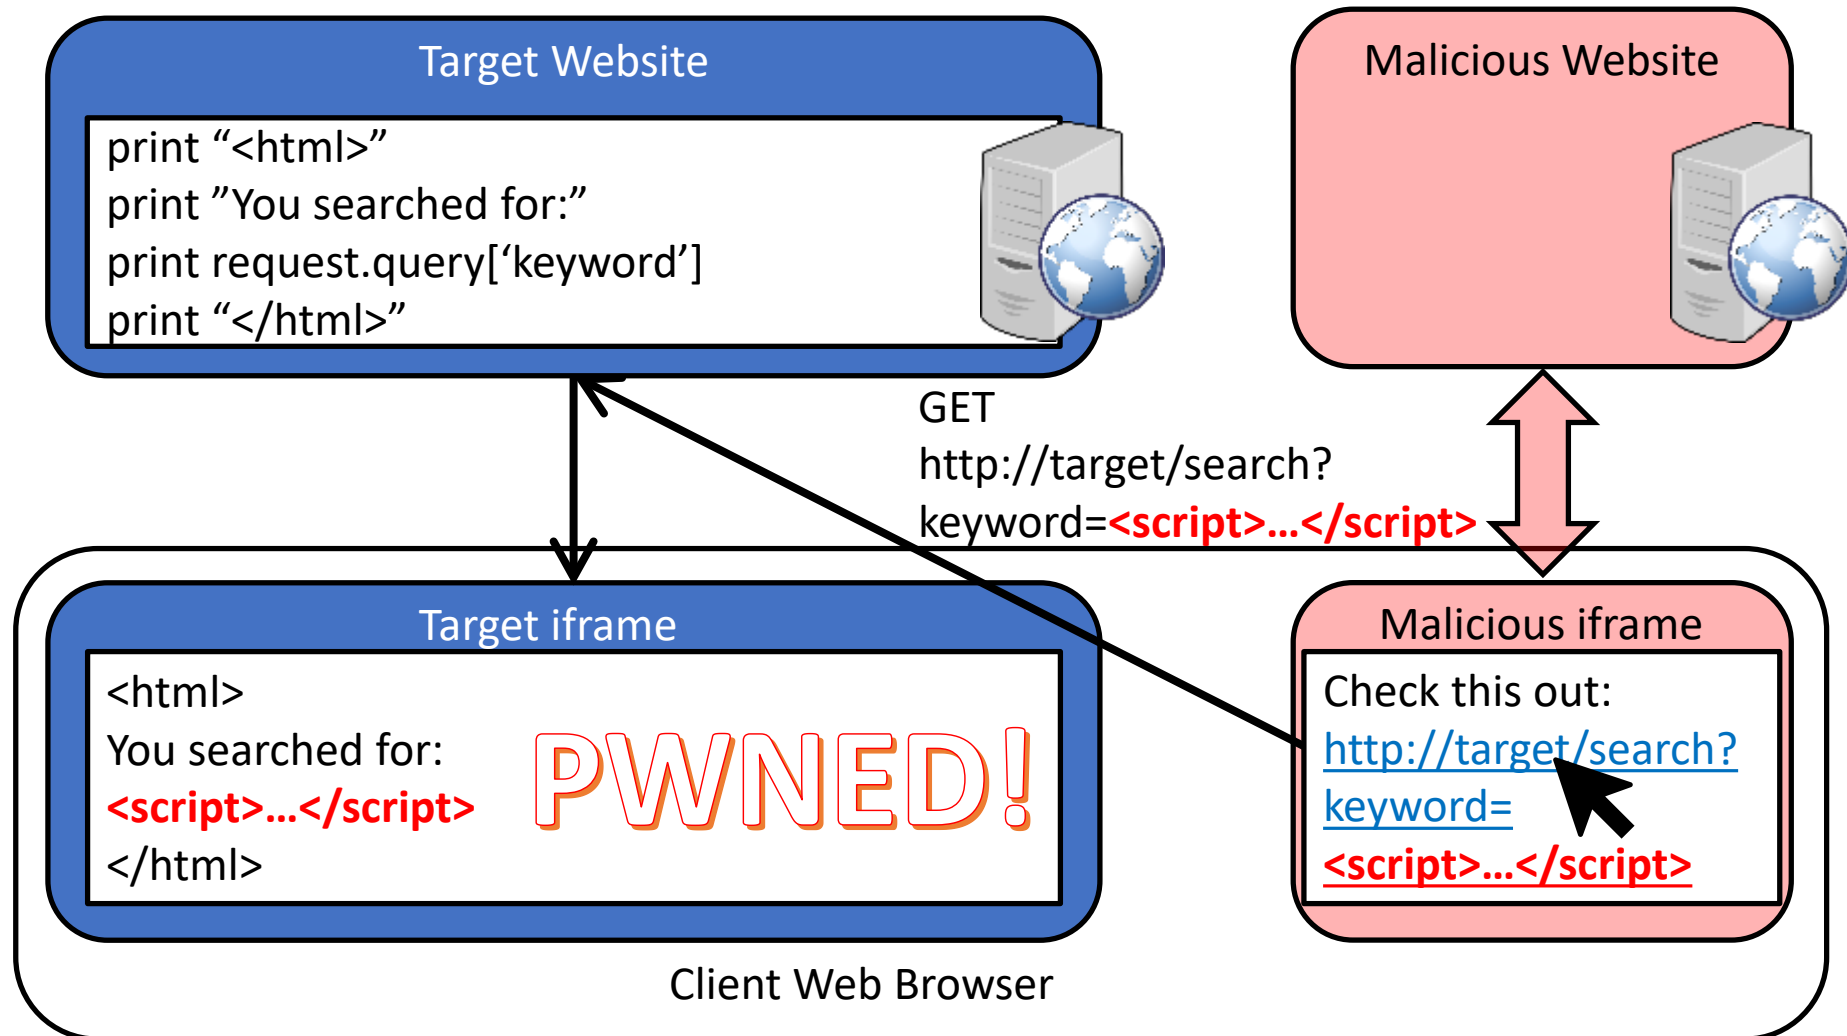 Target Website
print “<html>”
print ”You searched for:”
print request.query[‘keyword’]
print “</html>”
Malicious Website
GET
http://target/search?
keyword=<script>...</script>
Target iframe
<html>
You searched for:
<script>...</script>
</html>
PWNED!
Malicious iframe
Check this out:
http://target/search?
keyword=
<script>...</script>
Client Web Browser